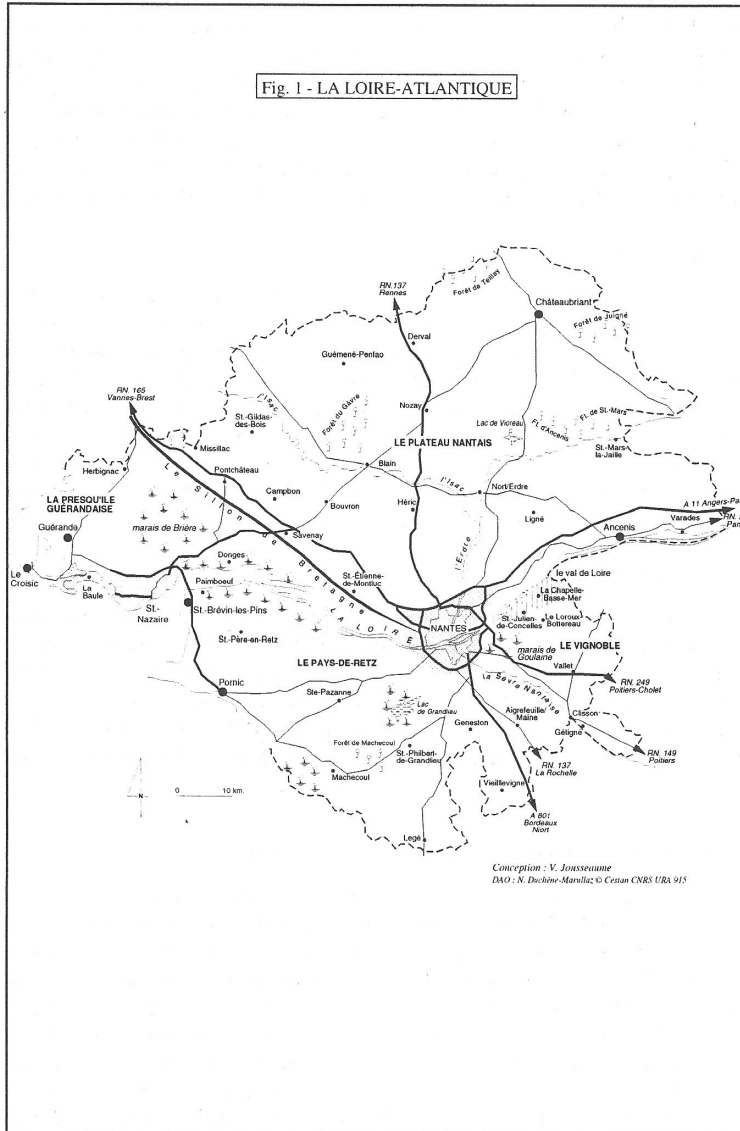 Fig. 1 - LA LOIRE-ATLANTIQUE
RN.137
Rennes
Forêt de Teillay
Châteaubriant
Forêt de Juigné
Derval
Guémené-Penfao
RN. 165
Vannes-Brest
l'Isac
St.-Gildas-
des-Bois
Forêt du Gâvre
Nozay
Lac de Vioreau
Ft. d'Ancenis
Ft. de St.-Mars
LE PLATEAU NANTAIS
St.-Mars-
la-Jaille
Missillac
Herbignac
Pontchâteau
Blain
l'Isac
Nort/Erdre
LA PRESQU'ILE
GUÉRANDAISE
Le Sillon de Bretagne
Campbon
Bouvron
Héric
Ligné
A 11 Angers-Pa
RN.
Par
Guérande
marais de Brière
Savenay
l'Erdre
Ancenis
Varades
Le
Croisic
La
Baule
Donges
Paimboeuf
St.-Étienne-
de-Montluc
le val de Loire
La Chapelle-
Basse-Mer
St.-
Nazaire
St.-Brévin-les-Pins
LA LOIRE
NANTES
St.-Julien-
de-Concelles
Le Loroux-
Bottereau
St.-Père-en-Retz
marais de
Goulaine
LE VIGNOBLE
LE PAYS-DE-RETZ
Vallet
Pornic
Ste-Pazanne
Lac
de Grandlieu
la Sèvre Nantaise
RN. 249
Poitiers-Cholet
Geneston
Aigrefeuille/
Maine
Clisson
Gétigné
Forêt de Machecoul
St.-Philbert-
de-Grandlieu
RN. 149
Poitiers
Machecoul
RN. 137
La Rochelle
Vieillevigne
N
0 10 km.
A 801
Bordeaux
Niort
Legé
Conception : V. Jousseaume
DAO : N. Duchêne-Marullaz © Cestan CNRS URA 915